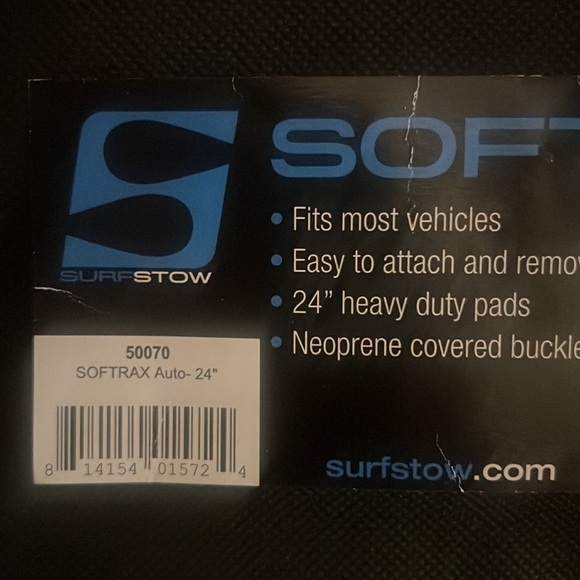 SOFT
• Fits most vehicles
• Easy to attach and remov
• 24” heavy duty pads
• Neoprene covered buckle
SURFSTOW
50070
SOFTRAX Auto- 24"
8 14154 01572 4
surfstow.com